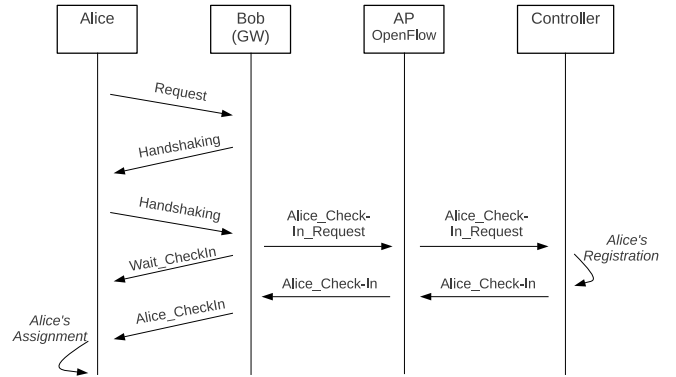 Alice
Bob
(GW)
AP
OpenFlow
Controller
Request
Handshaking
Handshaking
Alice_Check-
In_Request
Alice_Check-
In_Request
Alice's
Registration
Wait_CheckIn
Alice_Check-In
Alice_Check-In
Alice_CheckIn
Alice's
Assignment